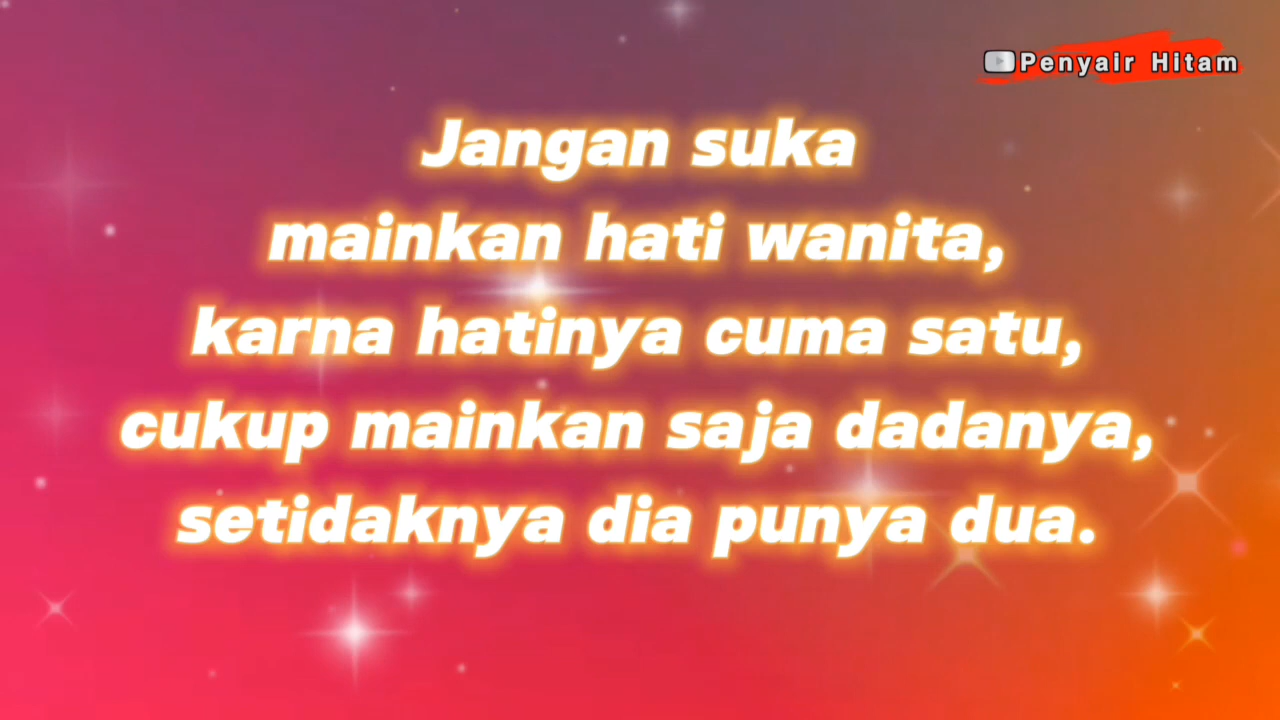 Penyair Hitam
Jangan suka
mainkan hati wanita,
karna hatinya cuma satu,
cukup mainkan saja dadanya,
setidaknya dia punya dua.